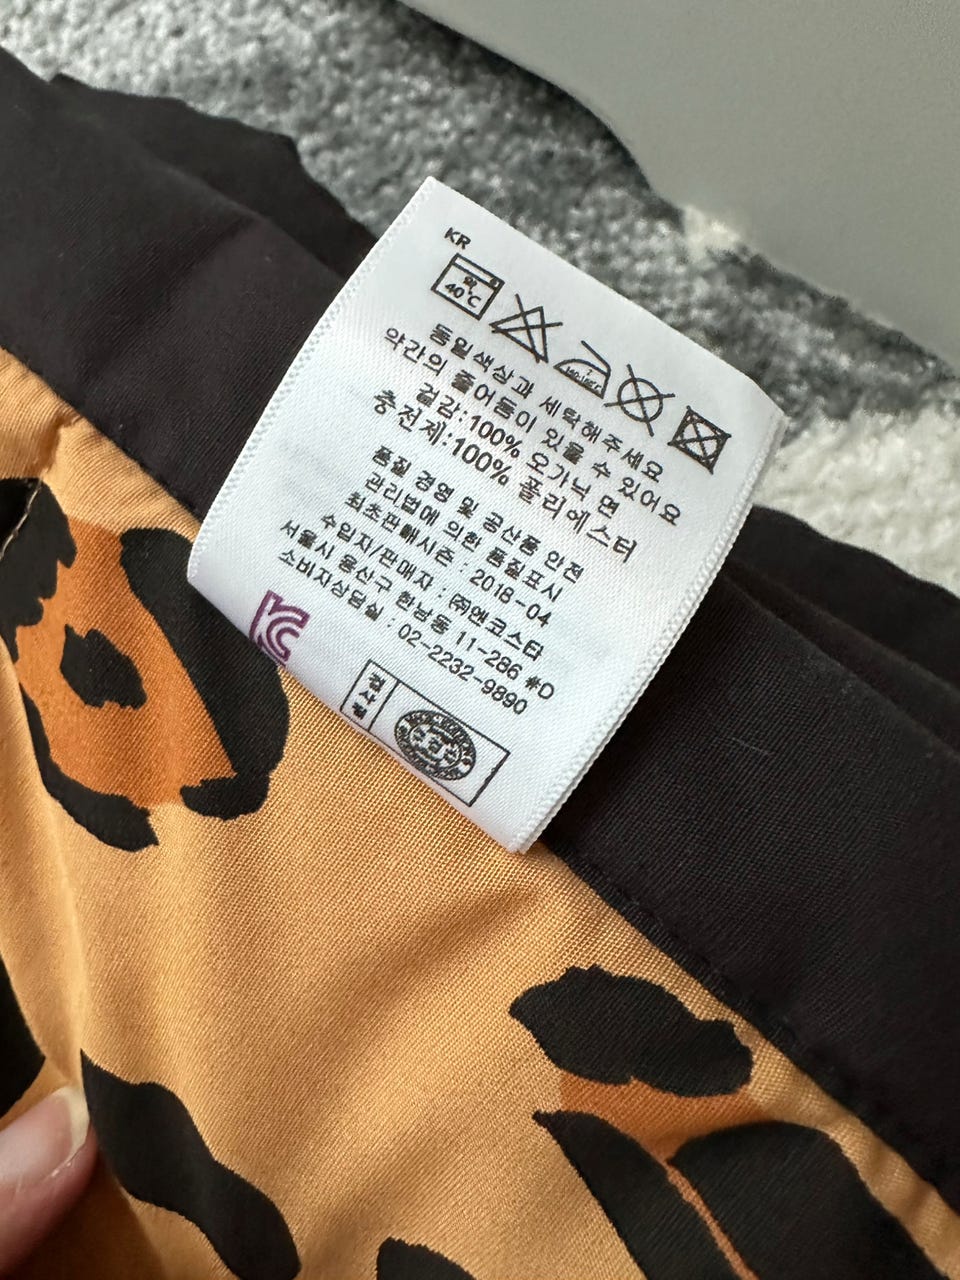 KR
약
40°C
동일색상과 세탁해주세요
약간의 줄어듦이 있을 수 있어요
겉감:100% 오가닉 면
충전제:100% 폴리에스터
품질 경영 및 공산품 안전
관리법에 의한 품질표시
최초판매시즌 : 2018-04
수입자/판매자 : ㈜앤코스타
서울시 용산구 한남동 11-286 #D
소비자상담실 : 02-2232-9890
KC
검사필